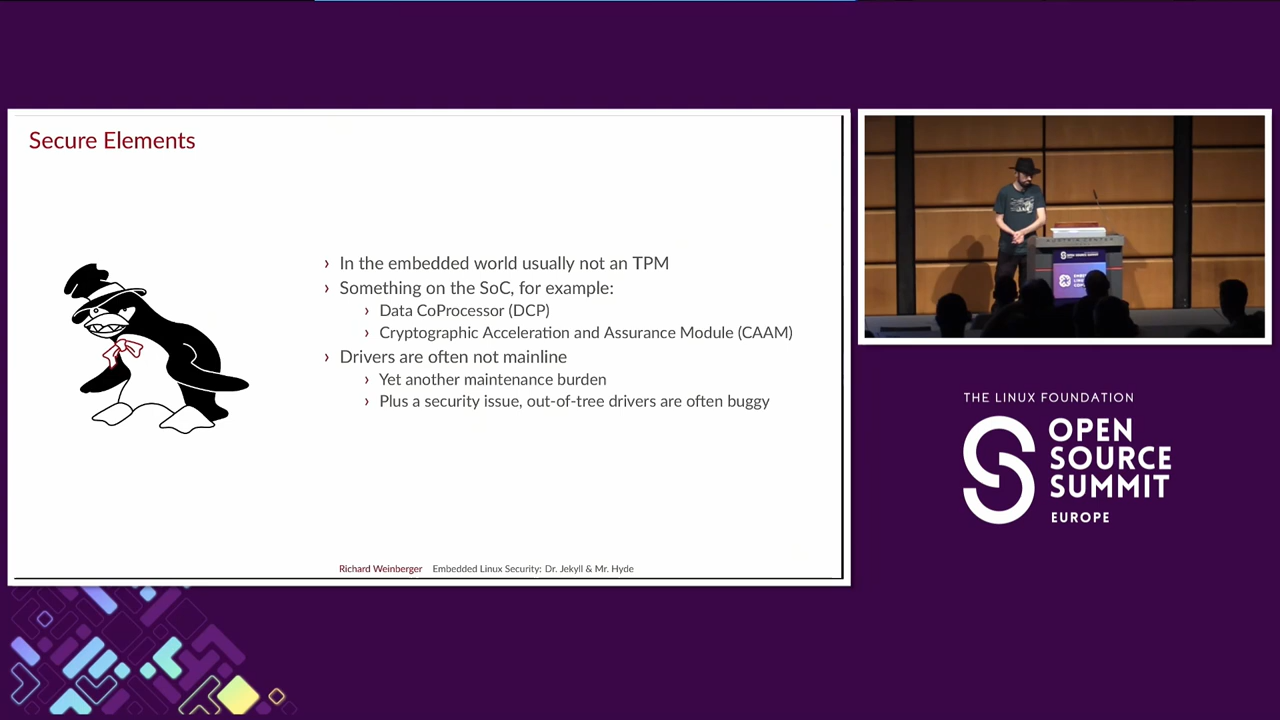 Secure Elements
› In the embedded world usually not an TPM
› Something on the SoC, for example:
› Data CoProcessor (DCP)
› Cryptographic Acceleration and Assurance Module (CAAM)
› Drivers are often not mainline
› Yet another maintenance burden
› Plus a security issue, out-of-tree drivers are often buggy
Richard Weinberger Embedded Linux Security: Dr. Jekyll & Mr. Hyde
THE LINUX FOUNDATION
OPEN
SOURCE
SUMMIT
EUROPE